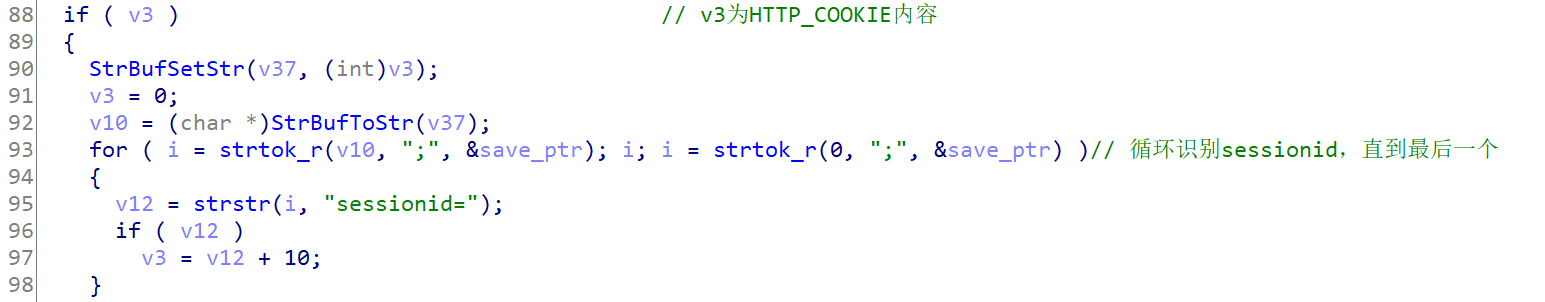 88 if ( v3 ) // v3为HTTP_COOKIE内容
89 {
90 StrBufSetStr(v37, (int)v3);
91 v3 = 0;
92 v10 = (char *)StrBufToStr(v37);
93 for ( i = strtok_r(v10, ";", &save_ptr); i; i = strtok_r(0, ";", &save_ptr) )// 循环识别sessionid，直到最后一个
94 {
95 v12 = strstr(i, "sessionid=");
96 if ( v12 )
97 v3 = v12 + 10;
98 }